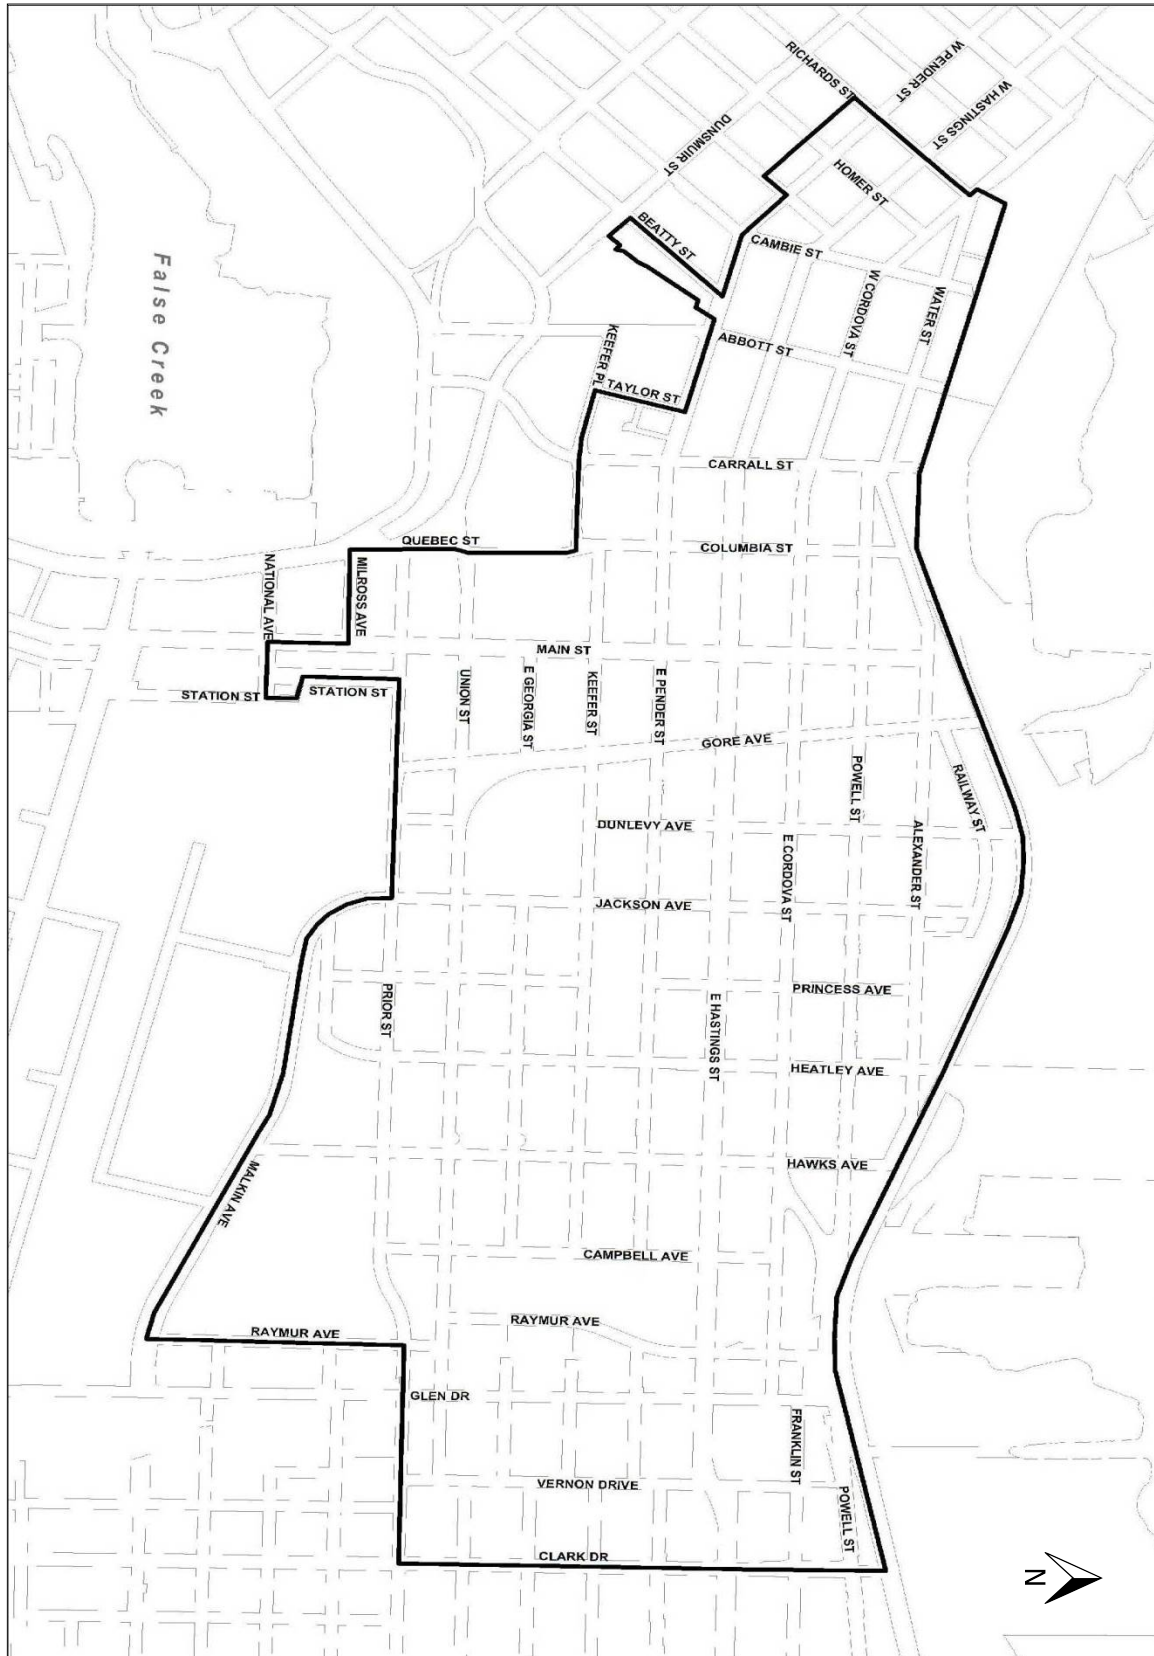 RICHARDS ST
W PENDER ST
W HASTINGS ST
DUNSMUIR ST
HOMER ST
BEATTY ST
CAMBIE ST
W CORDOVA ST
WATER ST
False Creek
KEEFER PL
ABBOTT ST
TAYLOR ST
CARRALL ST
QUEBEC ST
COLUMBIA ST
NATIONAL AVE
MILROSS AVE
MAIN ST
STATION ST
STATION ST
UNION ST
E GEORGIA ST
KEEFER ST
E PENDER ST
GORE AVE
POWELL ST
RAILWAY ST
DUNLEVY AVE
E CORDOVA ST
ALEXANDER ST
JACKSON AVE
PRIOR ST
E HASTINGS ST
PRINCESS AVE
HEATLEY AVE
MALKIN AVE
HAWKS AVE
CAMPBELL AVE
RAYMUR AVE
RAYMUR AVE
GLEN DR
FRANKLIN ST
VERNON DRIVE
POWELL ST
CLARK DR
N